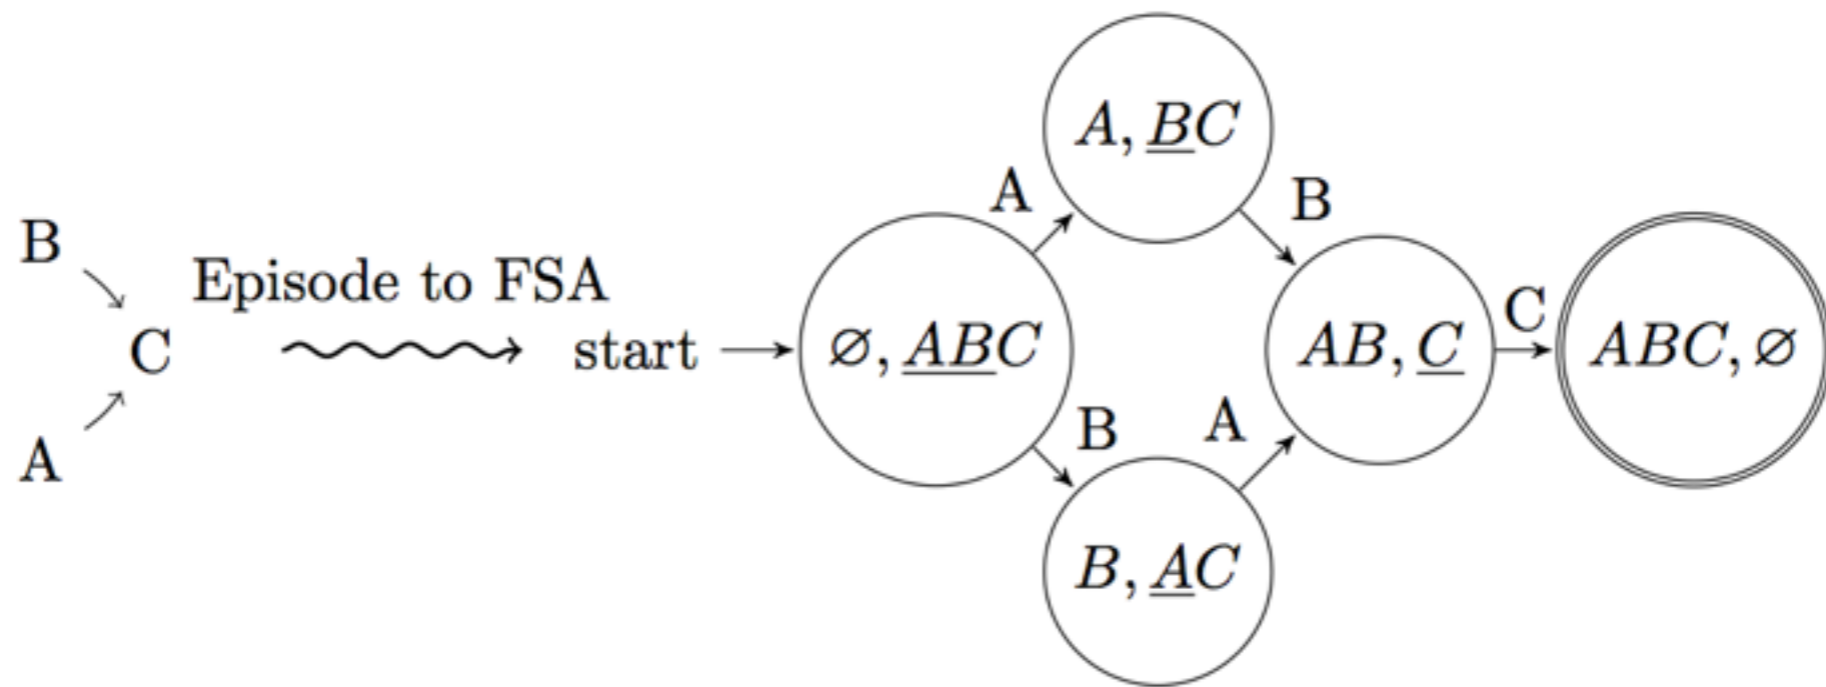 B
A
C
Episode to FSA
start
∅, ABC
A
A, BC
B
B
B, AC
A
AB, C
C
ABC, ∅